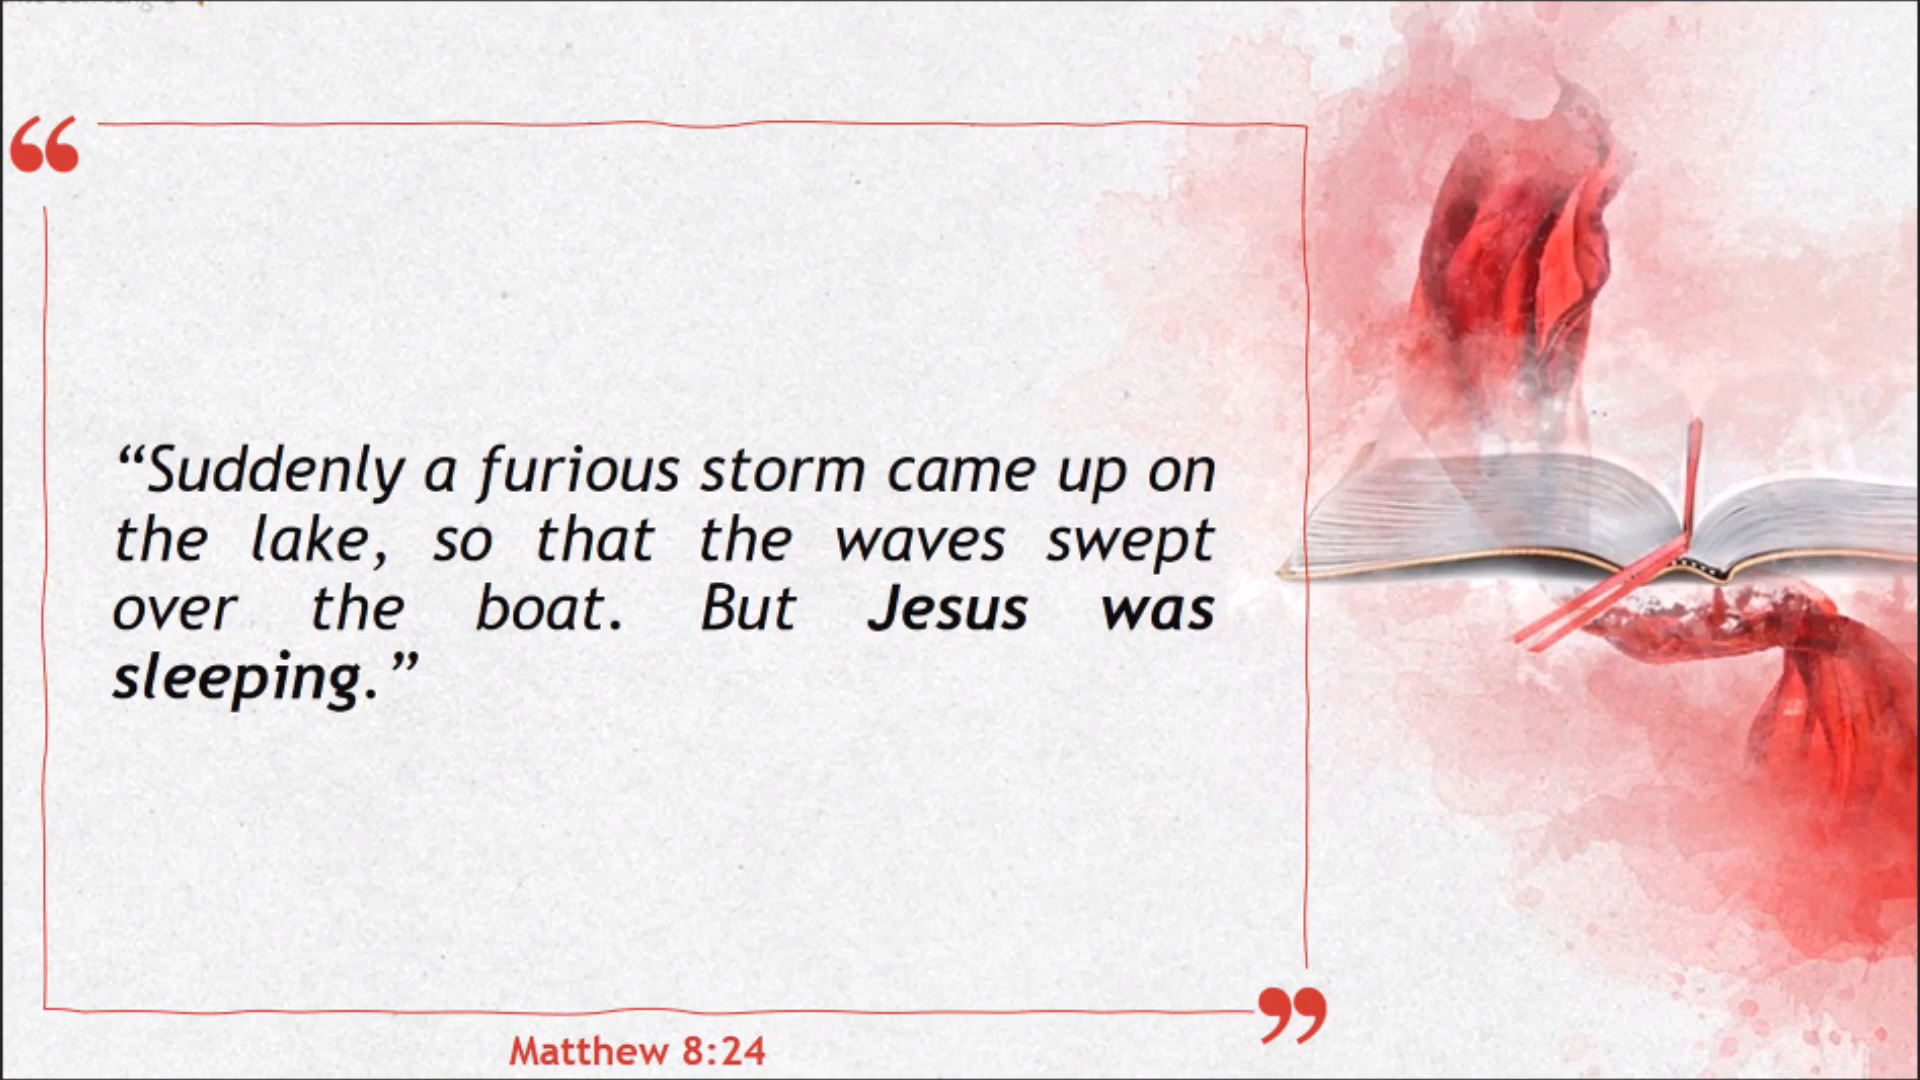 “Suddenly a furious storm came up on
the lake, so that the waves swept
over the boat. But Jesus was
sleeping.”
Matthew 8:24